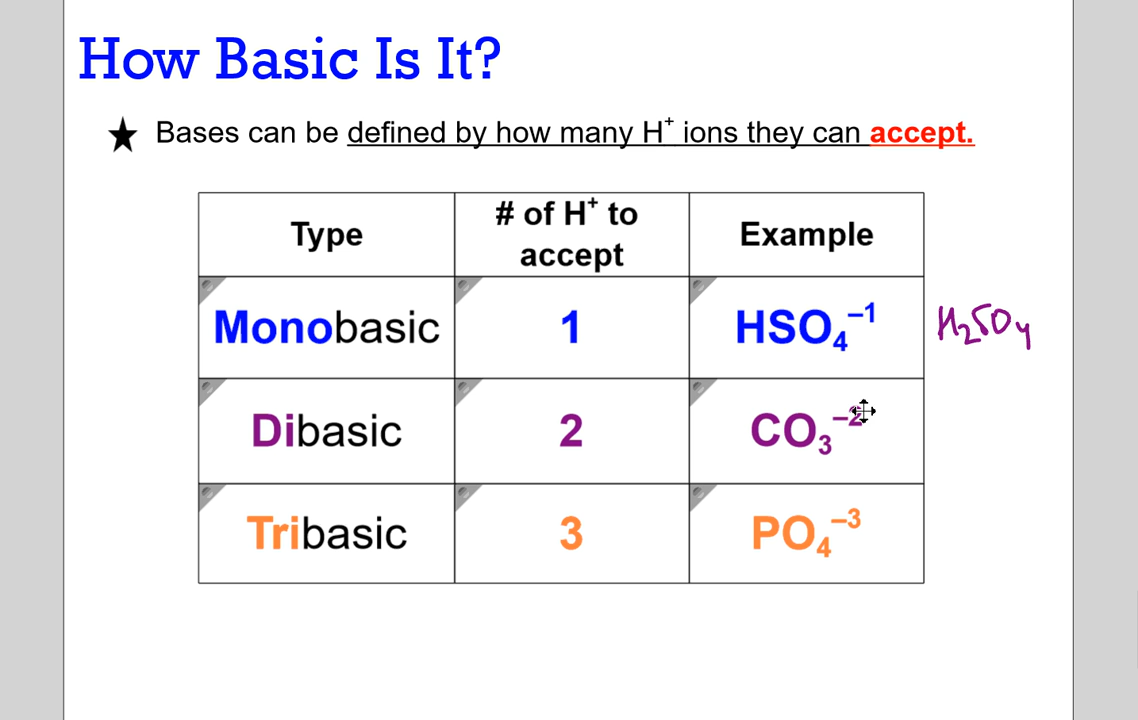 How Basic Is It?
★ Bases can be defined by how many H⁺ ions they can accept.
Type # of H⁺ to accept Example
Monobasic 1 HSO₄⁻¹ H₂SO₄
Dibasic 2 CO₃⁻²
Tribasic 3 PO₄⁻³